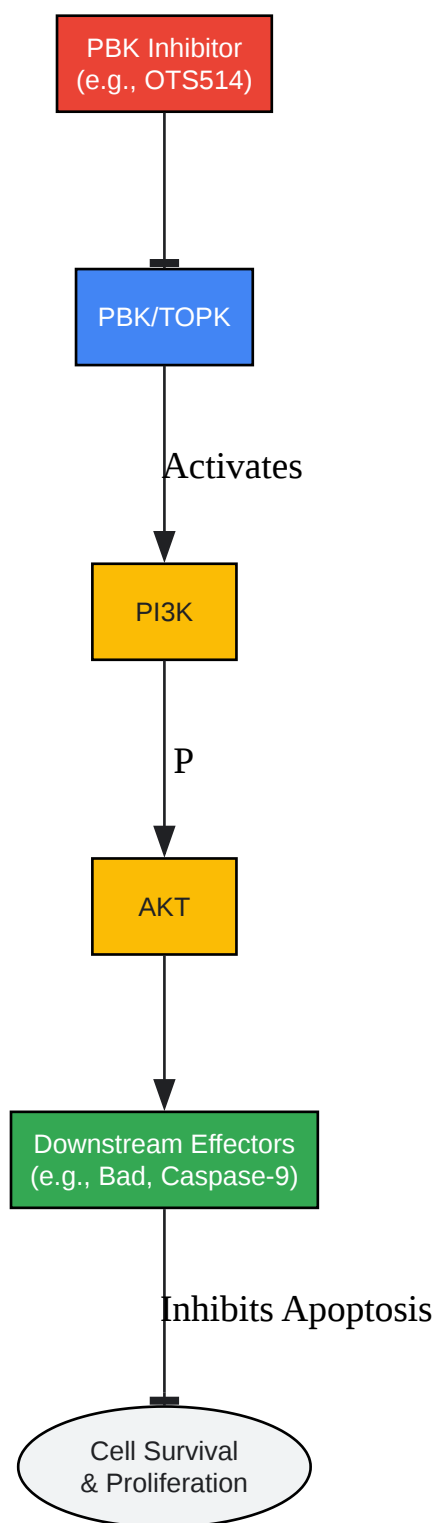 PBK Inhibitor
(e.g., OTS514)
PBK/TOPK
Activates
PI3K
P
AKT
Downstream Effectors
(e.g., Bad, Caspase-9)
Inhibits Apoptosis
Cell Survival
& Proliferation